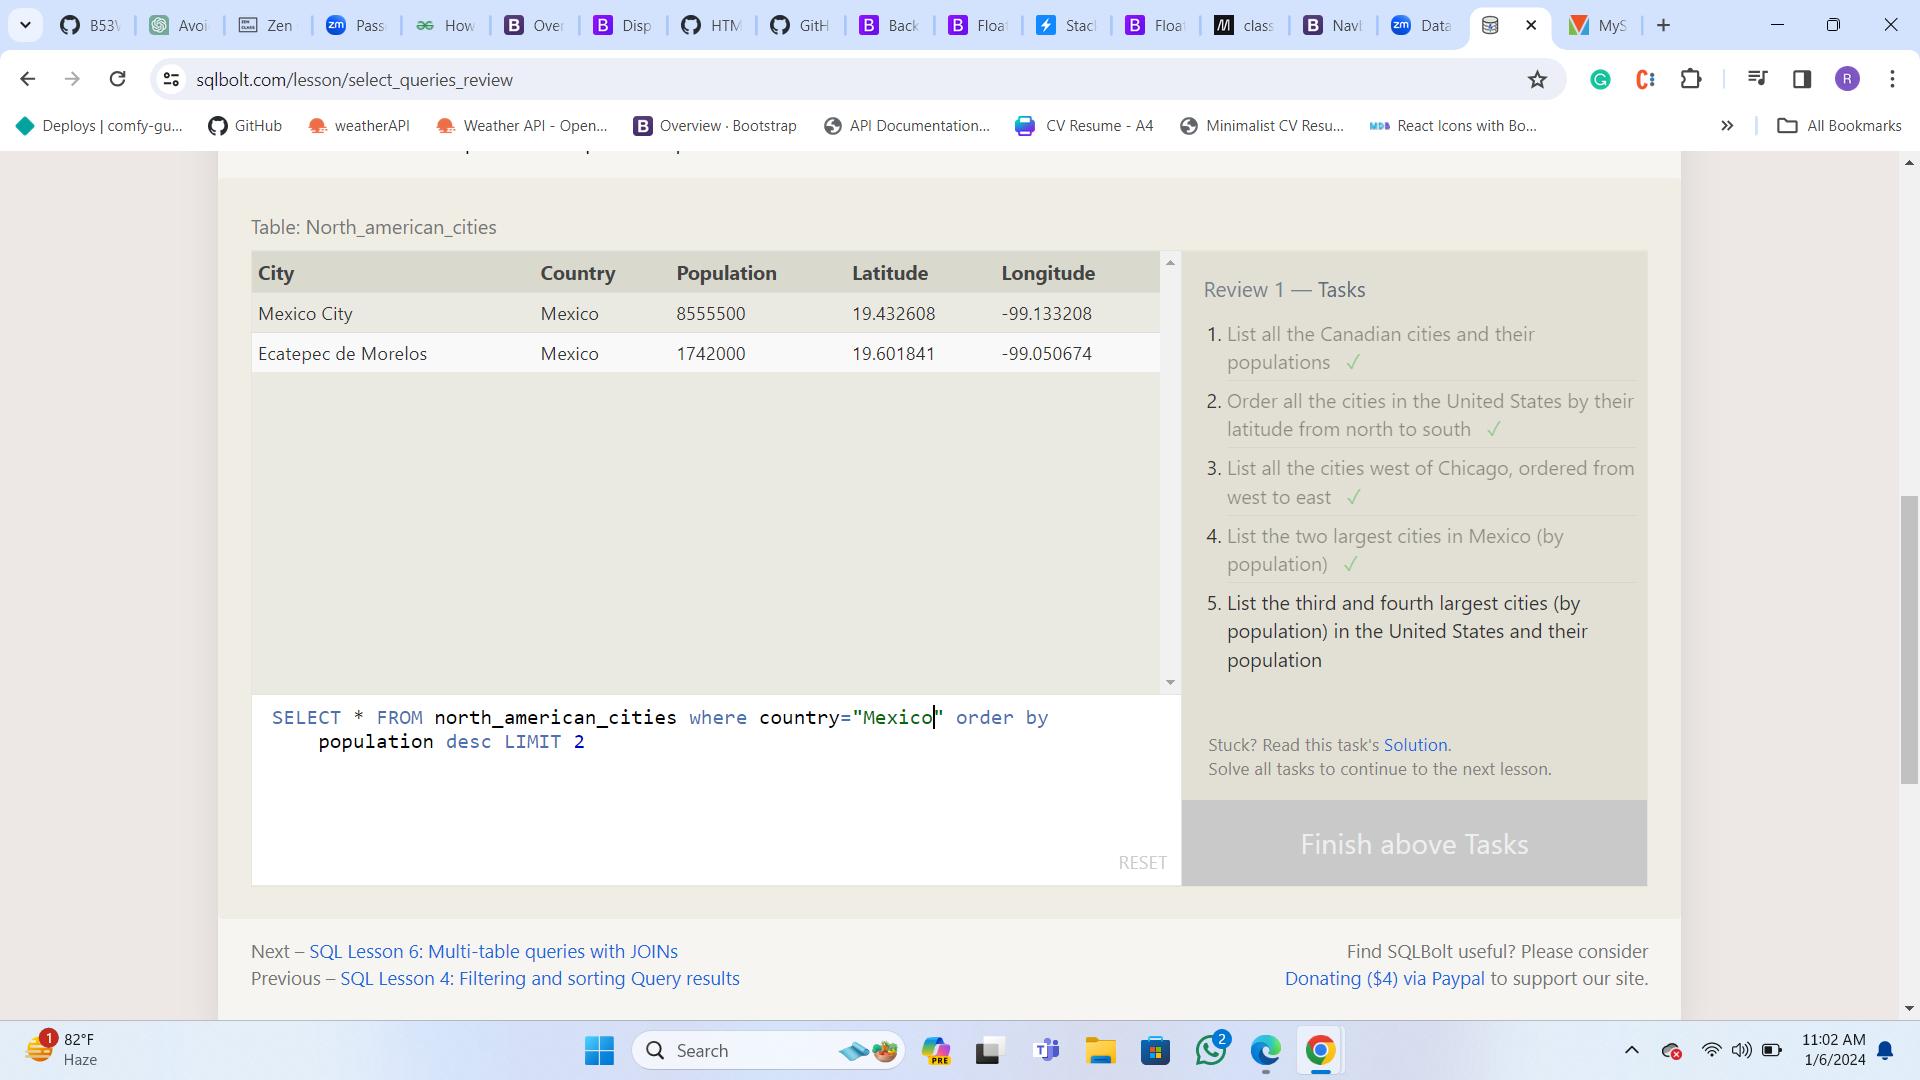 B53V
Avoi
Zen
Pass
How
Over
Disp
HTM
GitH
Back
Float
Stack
Float
class
Navb
Data
MyS
sqlbolt.com/lesson/select_queries_review
Deploys | comfy-gu...
GitHub
weatherAPI
Weather API - Open...
Overview · Bootstrap
API Documentation...
CV Resume - A4
Minimalist CV Resu...
React Icons with Bo...
All Bookmarks
Table: North_american_cities
City Country Population Latitude Longitude
Mexico City Mexico 8555500 19.432608 -99.133208
Ecatepec de Morelos Mexico 1742000 19.601841 -99.050674
Review 1 — Tasks
1. List all the Canadian cities and their
populations ✓
2. Order all the cities in the United States by their
latitude from north to south ✓
3. List all the cities west of Chicago, ordered from
west to east ✓
4. List the two largest cities in Mexico (by
population) ✓
5. List the third and fourth largest cities (by
population) in the United States and their
population
SELECT * FROM north_american_cities where country="Mexico" order by
population desc LIMIT 2
RESET
Stuck? Read this task's Solution.
Solve all tasks to continue to the next lesson.
Finish above Tasks
Next – SQL Lesson 6: Multi-table queries with JOINs
Previous – SQL Lesson 4: Filtering and sorting Query results
Find SQLBolt useful? Please consider
Donating ($4) via Paypal to support our site.
1
82°F
Haze
Search
PRE
2
11:02 AM
1/6/2024